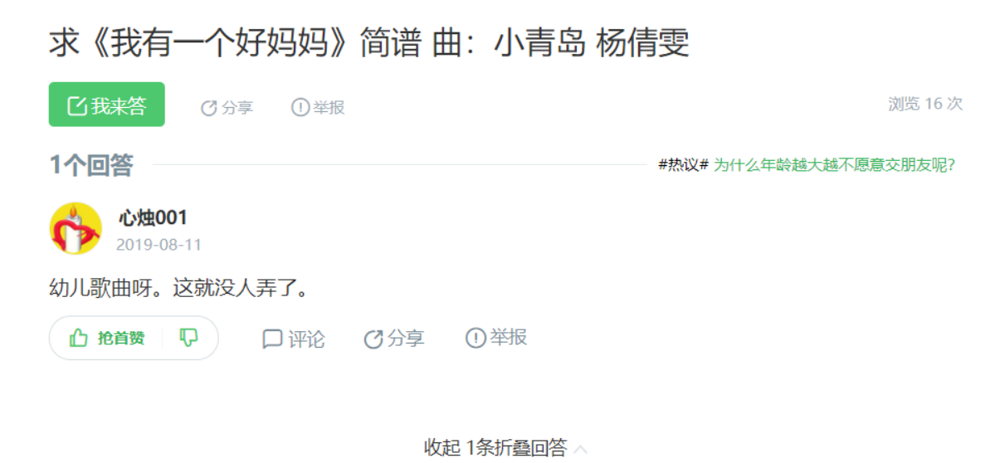 求《我有一个好妈妈》简谱 曲：小青岛 杨倩雯
我来答 分享 举报 浏览 16 次
1个回答 #热议# 为什么年龄越大越不愿意交朋友呢?
心烛001
2019-08-11
幼儿歌曲呀。这就没人弄了。
抢首赞 评论 分享 举报
收起 1条折叠回答